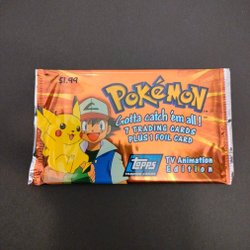 $1.99
POKéMON
Gotta catch 'em all!
7 TRADING CARDS
PLUS 1 FOIL CARD
TOPPS
TV Animation
Edition